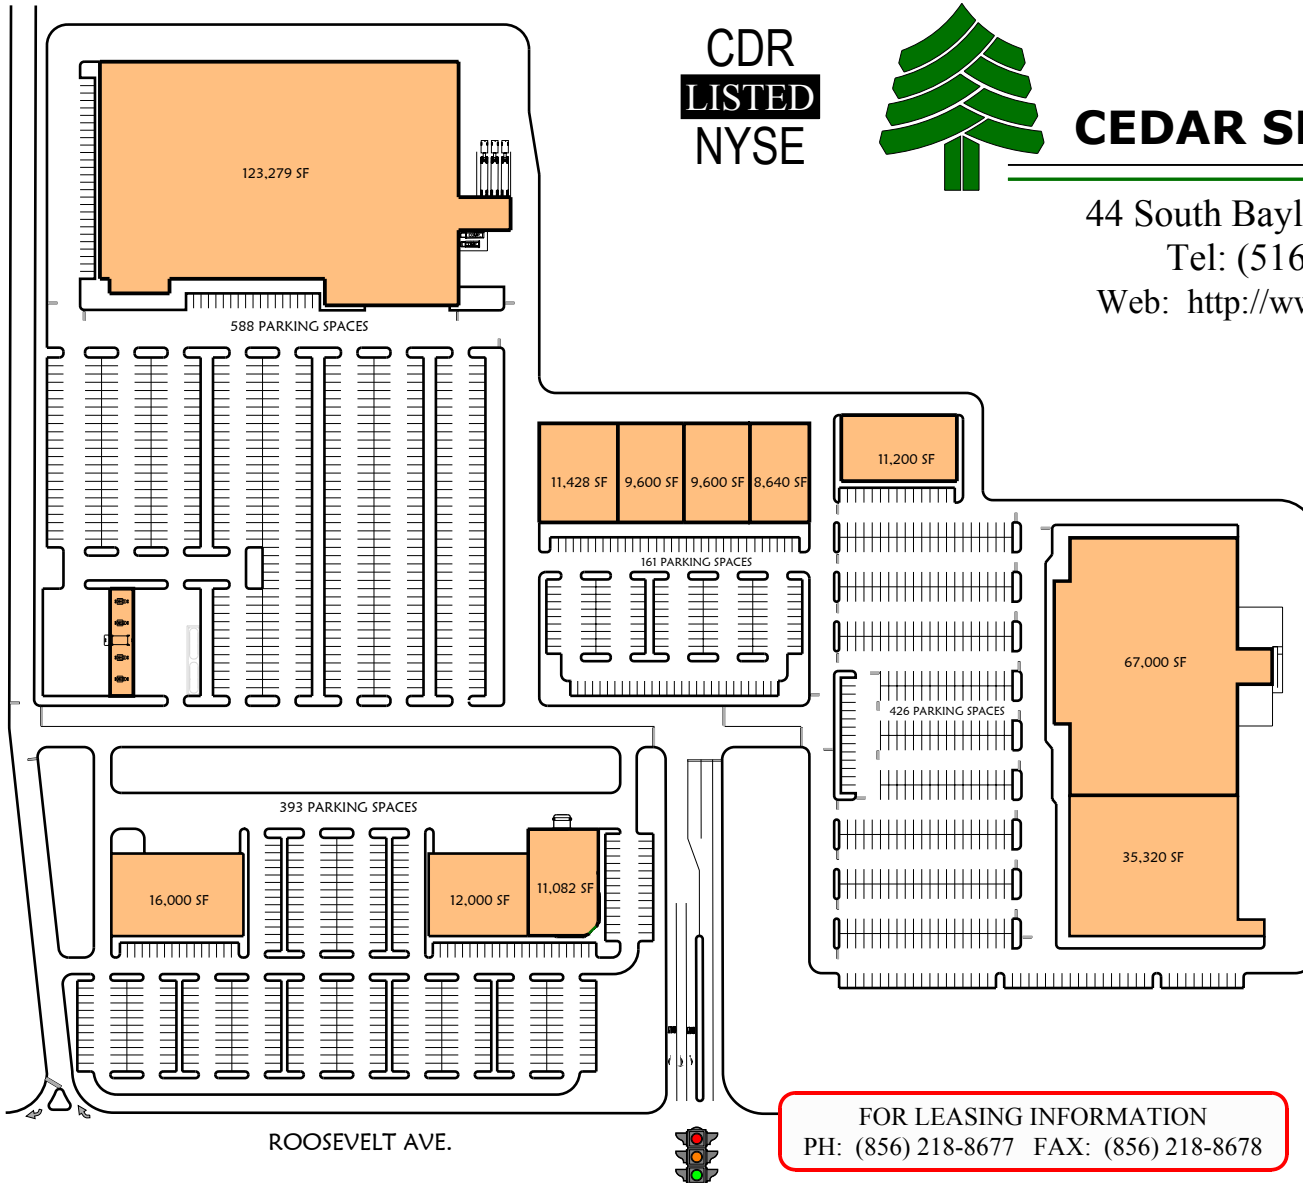 CDR
LISTED
NYSE
CEDAR
44 South
Tel: (516
Web: http://w
123,279 SF
588 PARKING SPACES
11,428 SF
9,600 SF
9,600 SF
8,640 SF
11,200 SF
161 PARKING SPACES
67,000 SF
426 PARKING SPACES
393 PARKING SPACES
35,320 SF
16,000 SF
12,000 SF
11,082 SF
ROOSEVELT AVE.
FOR LEASING INFORMATION
PH: (856) 218-8677 FAX: (856) 218-8678